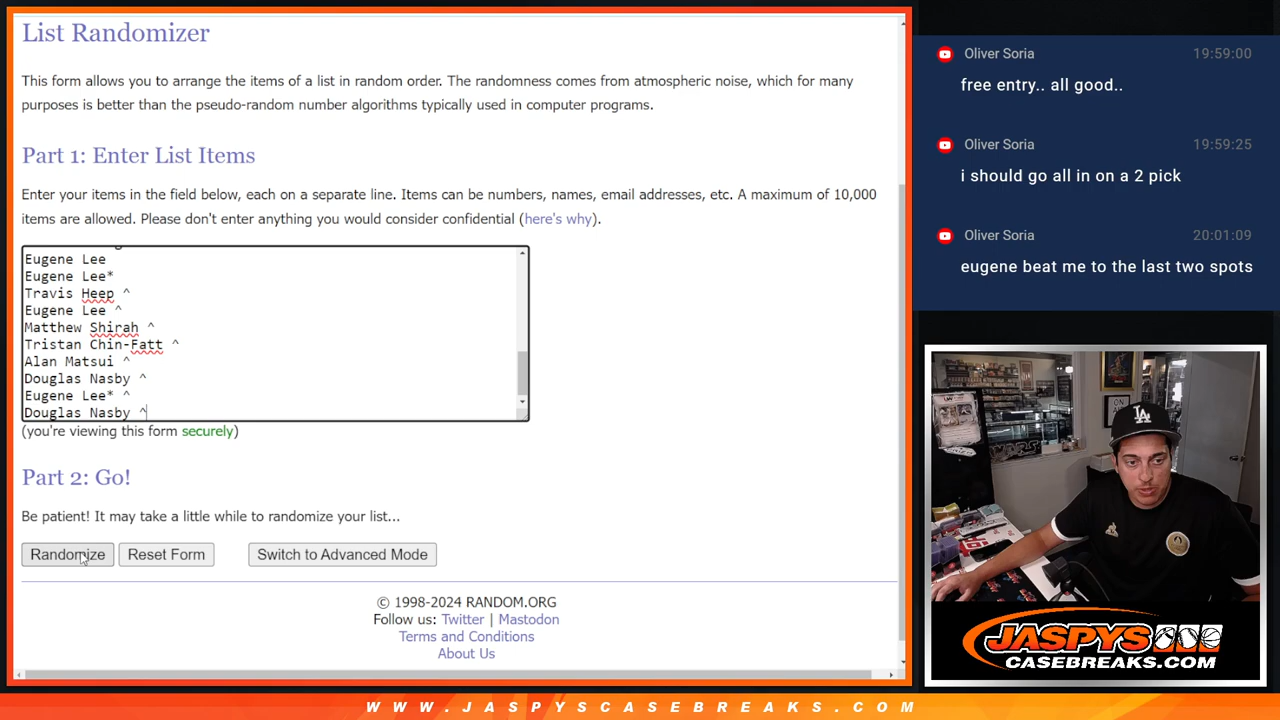 List Randomizer
This form allows you to arrange the items of a list in random order. The randomness comes from atmospheric noise, which for many
purposes is better than the pseudo-random number algorithms typically used in computer programs.
Part 1: Enter List Items
Enter your items in the field below, each on a separate line. Items can be numbers, names, email addresses, etc. A maximum of 10,000
items are allowed. Please don't enter anything you would consider confidential (here's why).
Eugene Lee
Eugene Lee*
Travis Heep ^
Eugene Lee ^
Matthew Shirah ^
Tristan Chin-Fatt ^
Alan Matsui ^
Douglas Nasby ^
Eugene Lee* ^
Douglas Nasby ^
(you're viewing this form securely)
Part 2: Go!
Be patient! It may take a little while to randomize your list...
Randomize Reset Form Switch to Advanced Mode
© 1998-2024 RANDOM.ORG
Follow us: Twitter | Mastodon
Terms and Conditions
About Us
Oliver Soria 19:59:00
free entry.. all good..
Oliver Soria 19:59:25
i should go all in on a 2 pick
Oliver Soria 20:01:09
eugene beat me to the last two spots
LA
JASPYS
CASEBREAKS.COM
WWW.JASPYSCASEBREAKS.COM